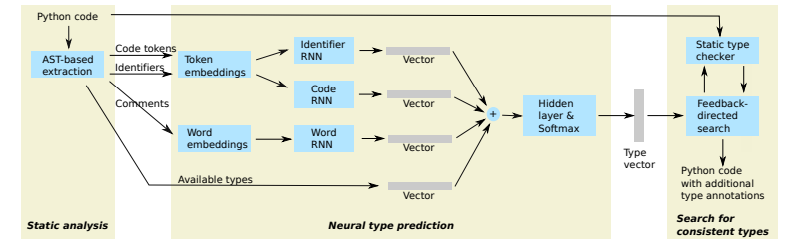 Python code
AST-based
extraction
Code tokens
Identifiers
Comments
Available types
Static analysis
Token
embeddings
Word
embeddings
Identifier
RNN
Code
RNN
Word
RNN
Vector
Vector
Vector
Vector
+
Hidden
layer &
Softmax
Neural type prediction
Type
vector
Static type
checker
Feedback-
directed
search
Python code
with additional
type annotations
Search for
consistent types